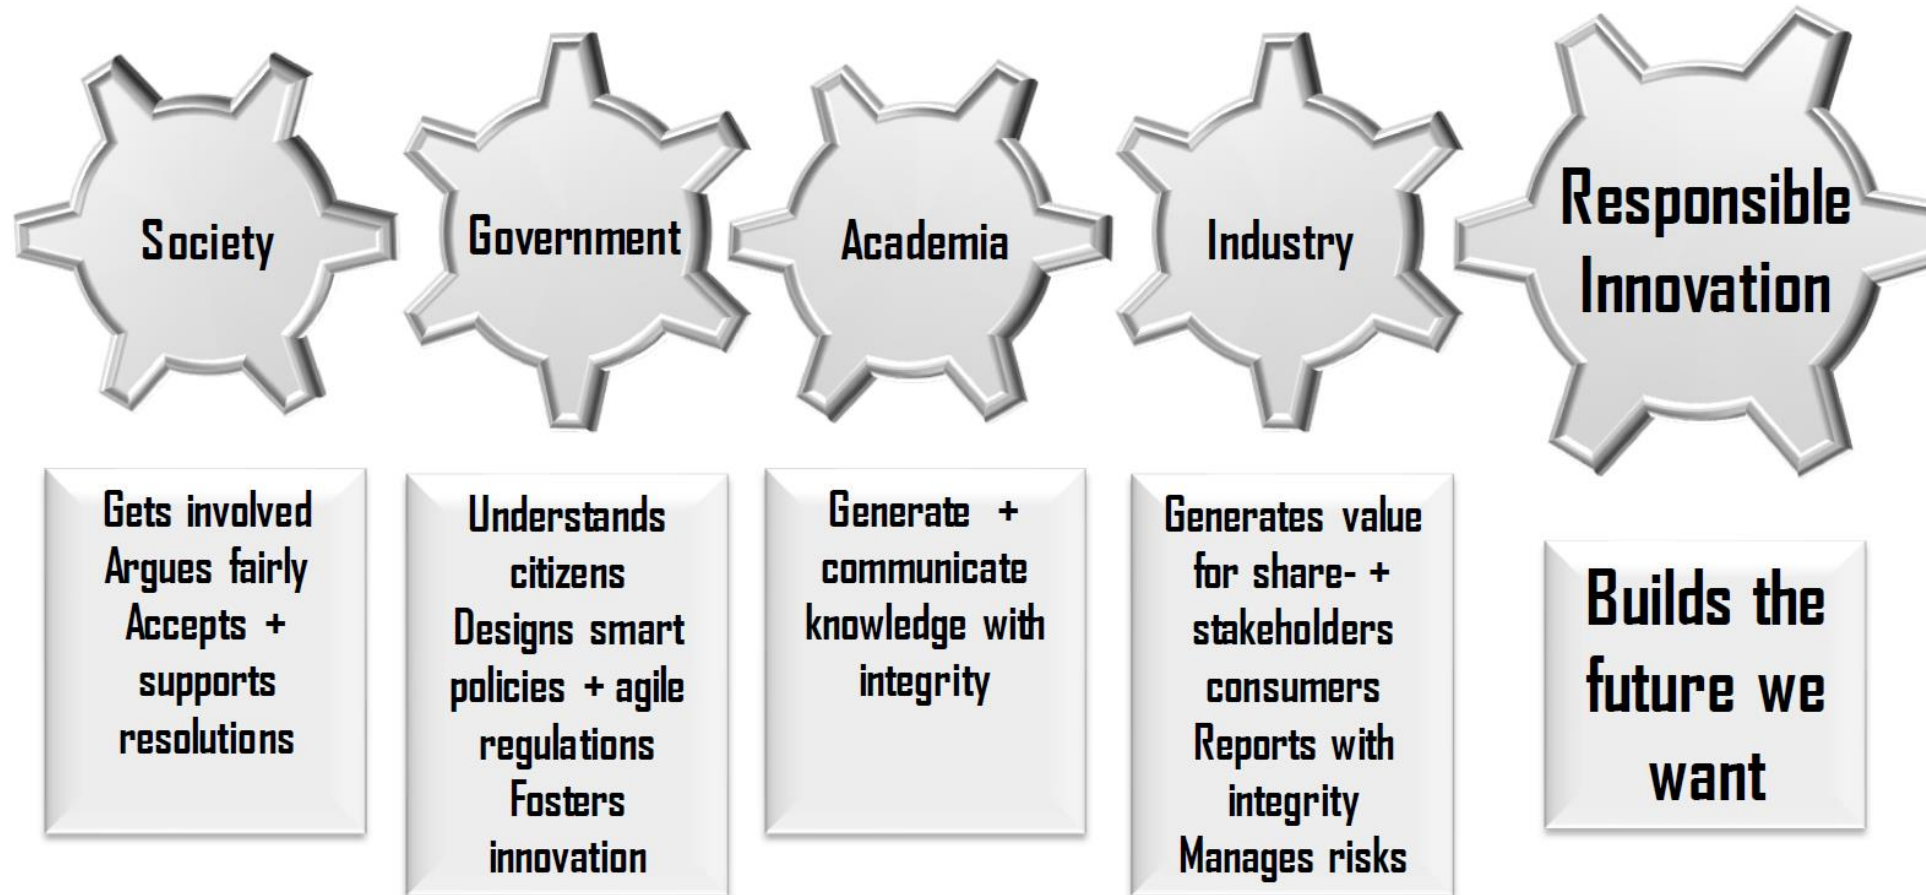 Society
Government
Academia
Industry
Responsible
Innovation
Gets involved
Argues fairly
Accepts +
supports
resolutions
Understands
citizens
Designs smart
policies + agile
regulations
Fosters
innovation
Generate +
communicate
knowledge with
integrity
Generates value
for share- +
stakeholders
consumers
Reports with
integrity
Manages risks
Builds the
future we
want